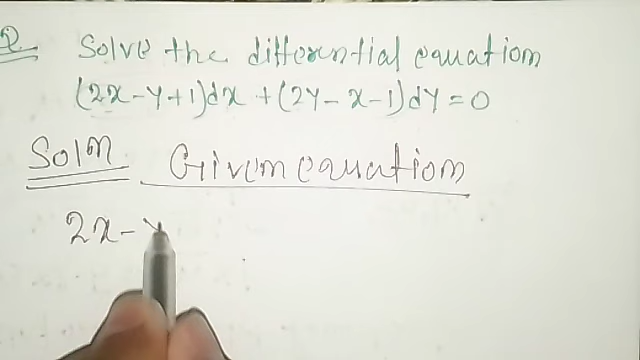 Q. Solve the differential equation
(2x-y+1)dx+(2y-x-1)dy=0
Soln. Given equation
2x-y